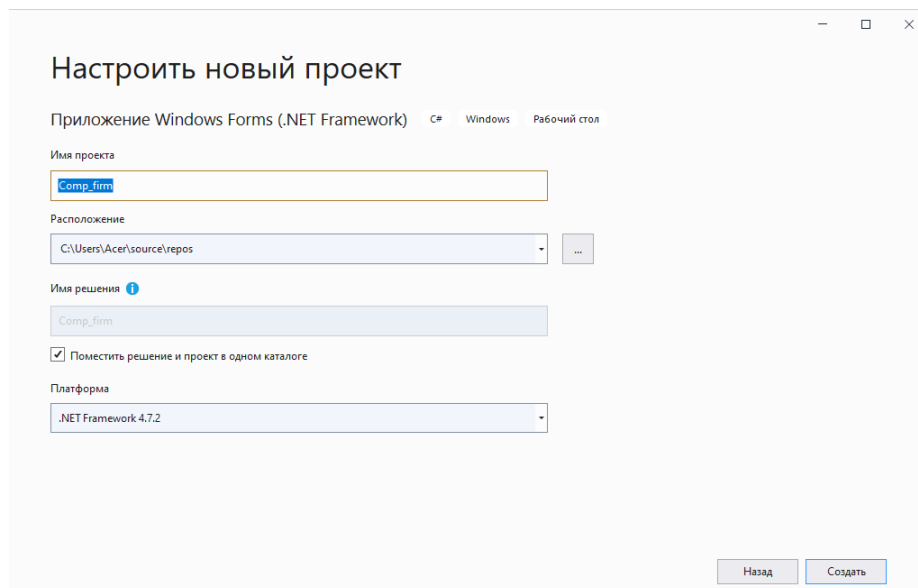 Настроить новый проект
Приложение Windows Forms (.NET Framework) C# Windows Рабочий стол
Имя проекта
Comp_firm
Расположение
C:\Users\Acer\source\repos
...
Имя решения
Comp_firm
Поместить решение и проект в одном каталоге
Платформа
.NET Framework 4.7.2
Назад Создать